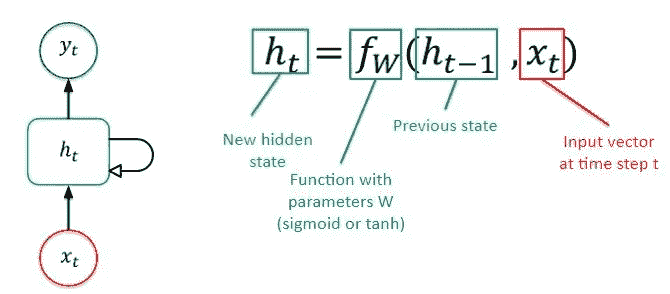 y_t
h_t
x_t
h_t = f_W(h_{t-1} , x_t)
New hidden
state
Function with
parameters W
(sigmoid or tanh)
Previous state
Input vector
at time step t